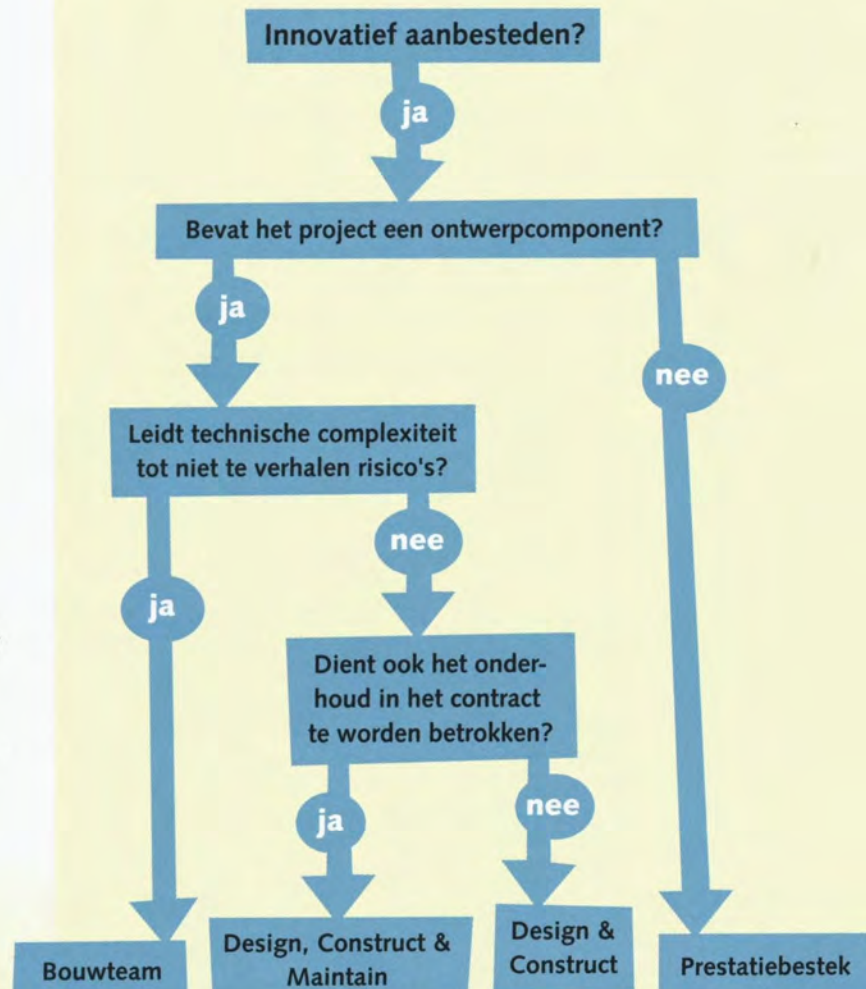 Innovatief aanbesteden?
ja
Bevat het project een ontwerpcomponent?
ja
nee
Leidt technische complexiteit
tot niet te verhalen risico's?
nee
ja
Dient ook het onder-
houd in het contract
te worden betrokken?
ja
nee
Bouwteam
Design, Construct &
Maintain
Design &
Construct
Prestatiebestek